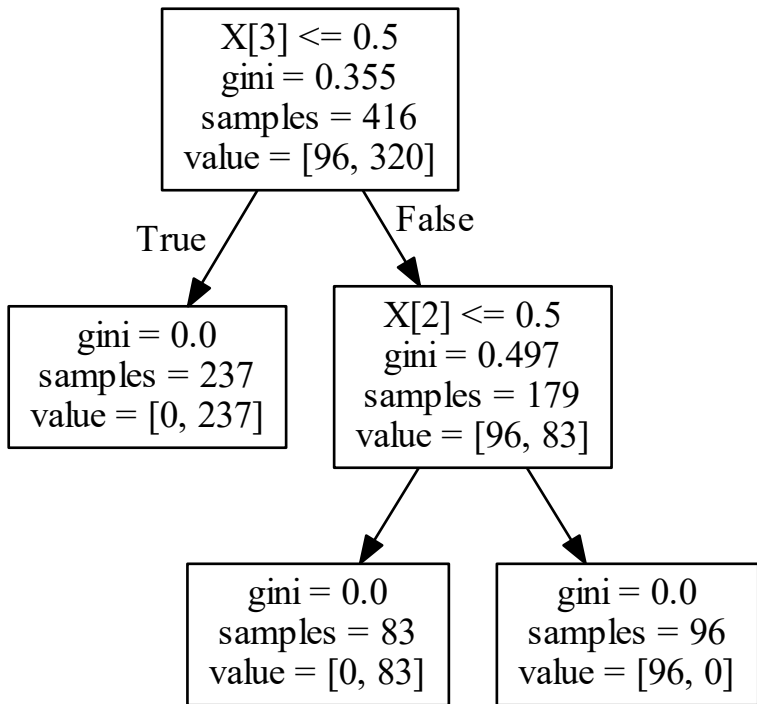 X[3] <= 0.5
gini = 0.355
samples = 416
value = [96, 320]
True
False
gini = 0.0
samples = 237
value = [0, 237]
X[2] <= 0.5
gini = 0.497
samples = 179
value = [96, 83]
gini = 0.0
samples = 83
value = [0, 83]
gini = 0.0
samples = 96
value = [96, 0]